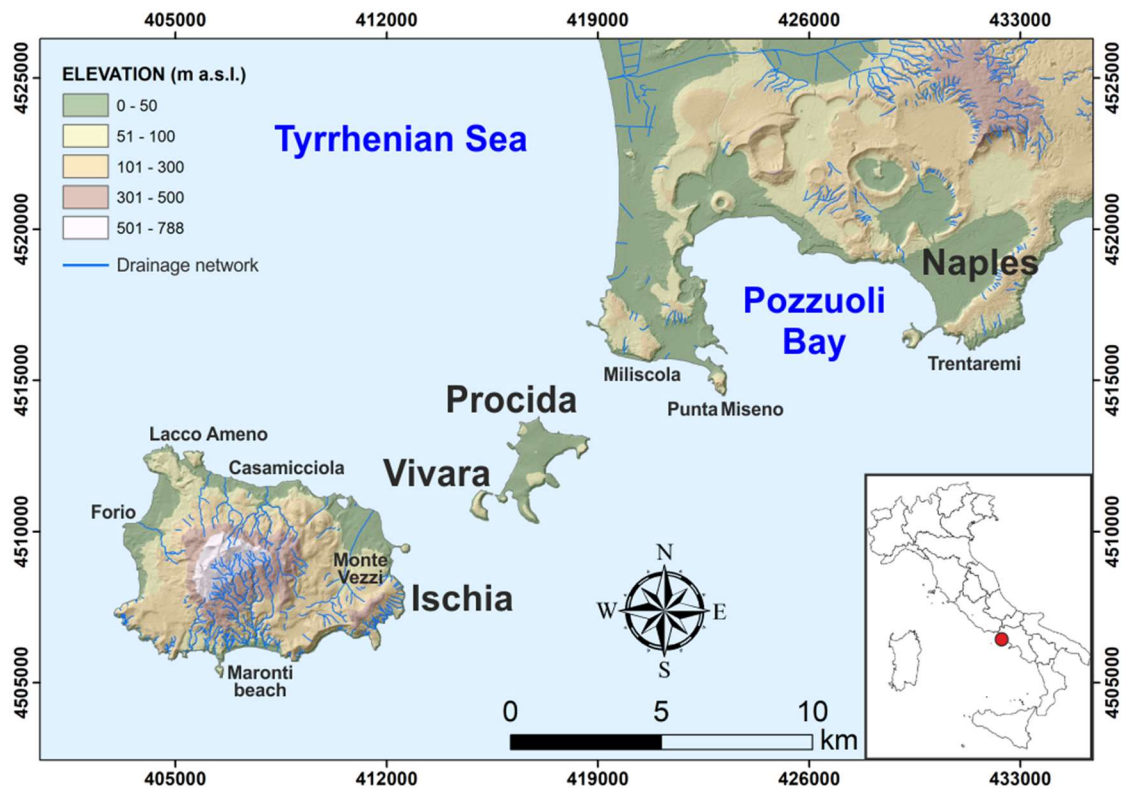 405000 412000 419000 426000 433000
ELEVATION (m a.s.l.)
0 - 50
51 - 100
101 - 300
301 - 500
501 - 788
Drainage network
Tyrrhenian Sea
Naples
Pozzuoli
Bay
Trentaremi
Miliscola
Punta Miseno
Procida
Vivara
Lacco Ameno
Casamicciola
Forio
Monte
Vezzi
Ischia
Maronti
beach
N
W E
S
0 5 10
km
4525000
4520000
4515000
4510000
4505000
4525000
4520000
4515000
4510000
4505000
405000 412000 419000 426000 433000